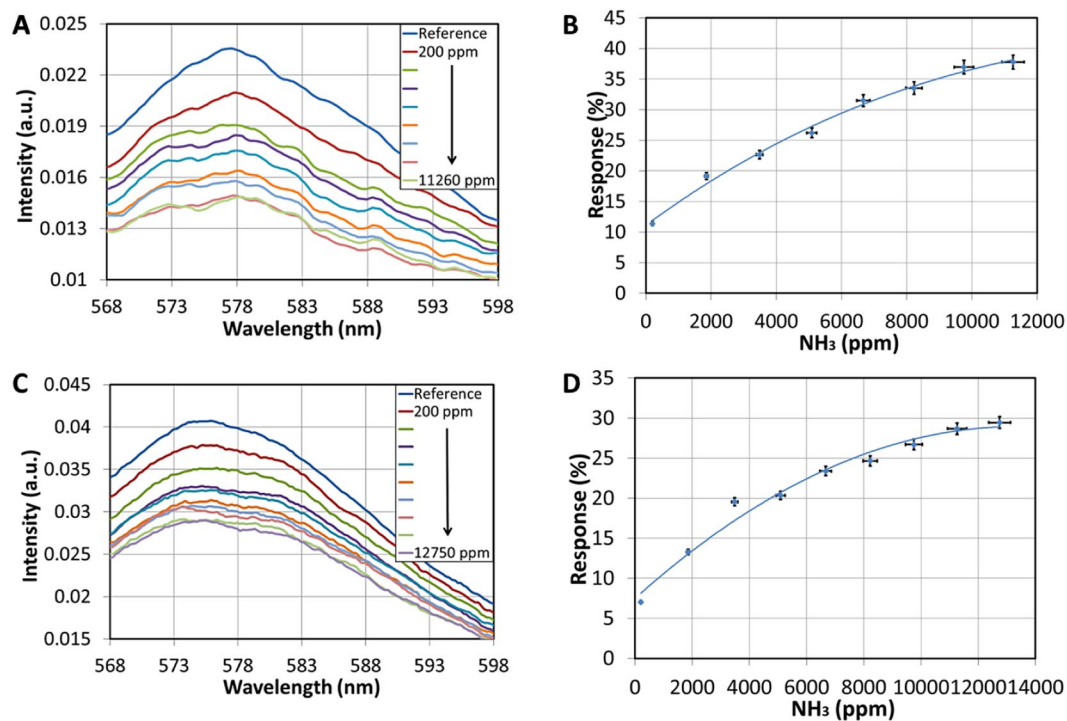 A
0.025
0.022
0.019
0.016
0.013
0.01
Intensity (a.u.)
568 573 578 583 588 593 598
Wavelength (nm)
Reference
200 ppm
11260 ppm
B
45
40
35
30
25
20
15
10
5
0
Response (%)
0 2000 4000 6000 8000 10000 12000
NH₃ (ppm)
C
0.045
0.04
0.035
0.03
0.025
0.02
0.015
Intensity (a.u.)
568 573 578 583 588 593 598
Wavelength (nm)
Reference
200 ppm
12750 ppm
D
35
30
25
20
15
10
5
0
Response (%)
0 2000 4000 6000 8000 10000 12000 14000
NH₃ (ppm)